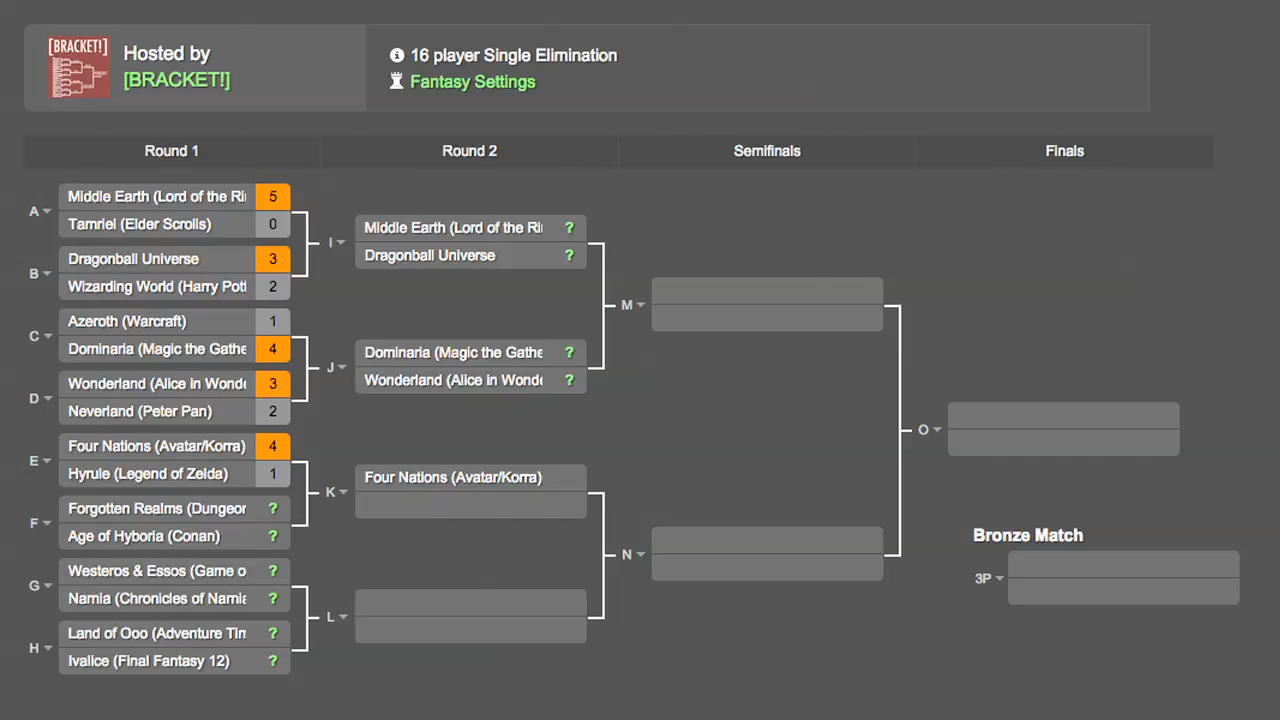 [BRACKET!]
Hosted by
[BRACKET!]
16 player Single Elimination
Fantasy Settings
Round 1
Round 2
Semifinals
Finals
A
Middle Earth (Lord of the Ri
5
Tamriel (Elder Scrolls)
0
B
Dragonball Universe
3
Wizarding World (Harry Pott
2
C
Azeroth (Warcraft)
1
Dominaria (Magic the Gathe
4
D
Wonderland (Alice in Wonde
3
Neverland (Peter Pan)
2
E
Four Nations (Avatar/Korra)
4
Hyrule (Legend of Zelda)
1
F
Forgotten Realms (Dungeor
?
Age of Hyboria (Conan)
?
G
Westeros & Essos (Game o
?
Narnia (Chronicles of Narnia
?
H
Land of Ooo (Adventure Tim
?
Ivalice (Final Fantasy 12)
?
I
Middle Earth (Lord of the Ri
?
Dragonball Universe
?
J
Dominaria (Magic the Gathe
?
Wonderland (Alice in Wonde
?
K
Four Nations (Avatar/Korra)
L
M
N
O
Bronze Match
3P